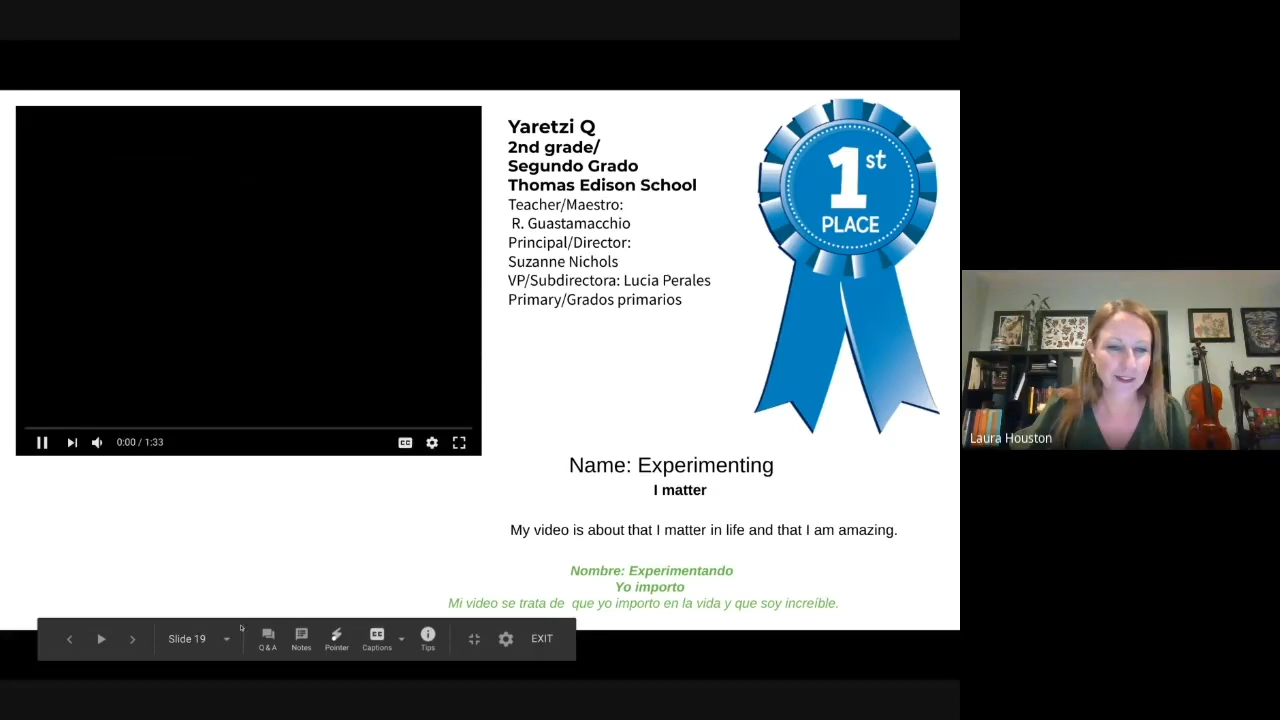 Yaretzi Q
2nd grade/
Segundo Grado
Thomas Edison School
Teacher/Maestro:
R. Guastamacchio
Principal/Director:
Suzanne Nichols
VP/Subdirectora: Lucia Perales
Primary/Grados primarios
1st
PLACE
0:00 / 1:33
CC
Name: Experimenting
I matter
My video is about that I matter in life and that I am amazing.
Nombre: Experimentando
Yo importo
Mi video se trata de  que yo importo en la vida y que soy increíble.
Slide 19
Q & A
Notes
Pointer
CC
Captions
Tips
EXIT
Laura Houston